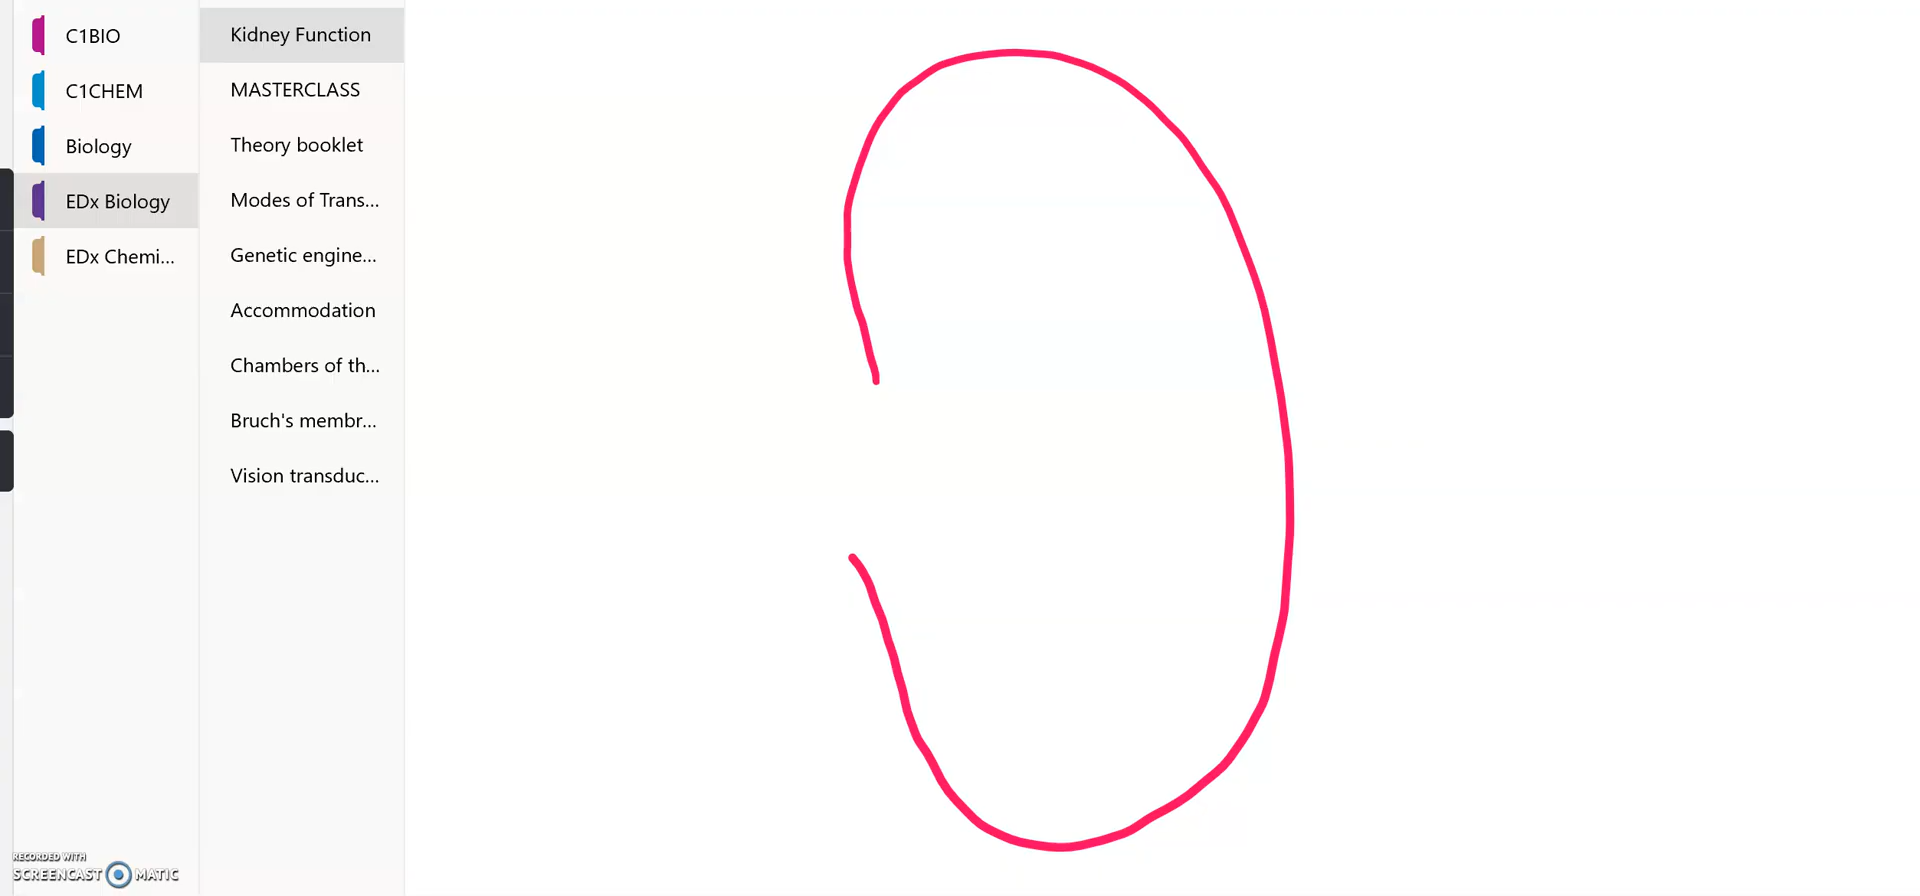 C1BIO
C1CHEM
Biology
EDx Biology
EDx Chemi...
Kidney Function
MASTERCLASS
Theory booklet
Modes of Trans...
Genetic engine...
Accommodation
Chambers of th...
Bruch's membr...
Vision transduc...
RECORDED WITH
SCREENCAST MATIC